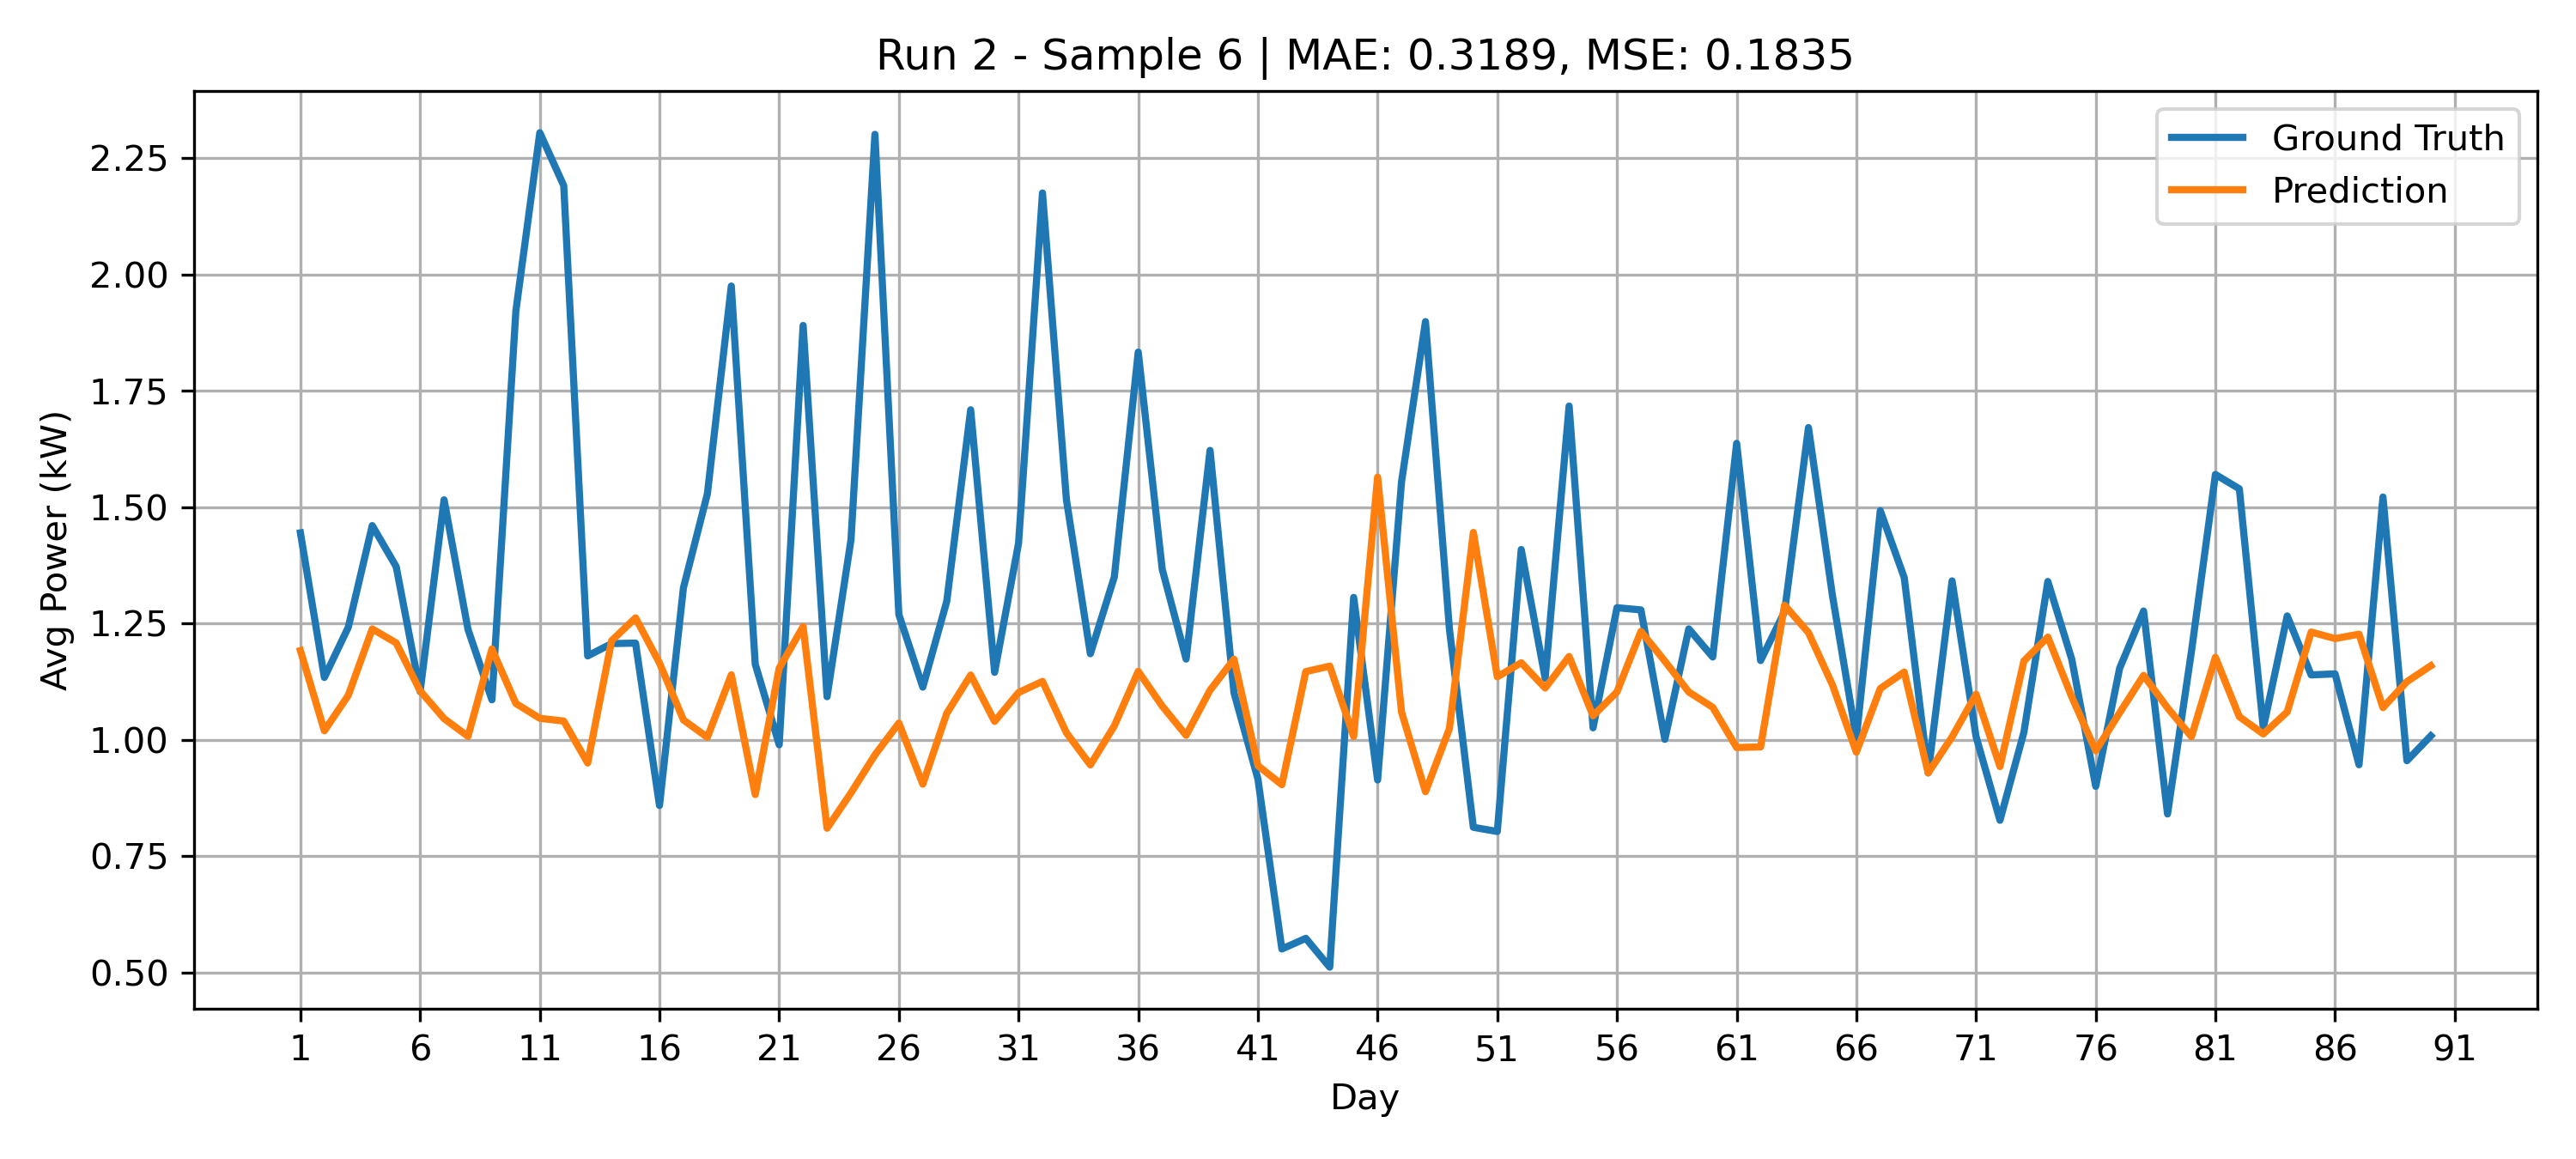 Run 2 - Sample 6 | MAE: 0.3189, MSE: 0.1835
Ground Truth
Prediction
Avg Power (kW)
2.25
2.00
1.75
1.50
1.25
1.00
0.75
0.50
1 6 11 16 21 26 31 36 41 46 51 56 61 66 71 76 81 86 91
Day